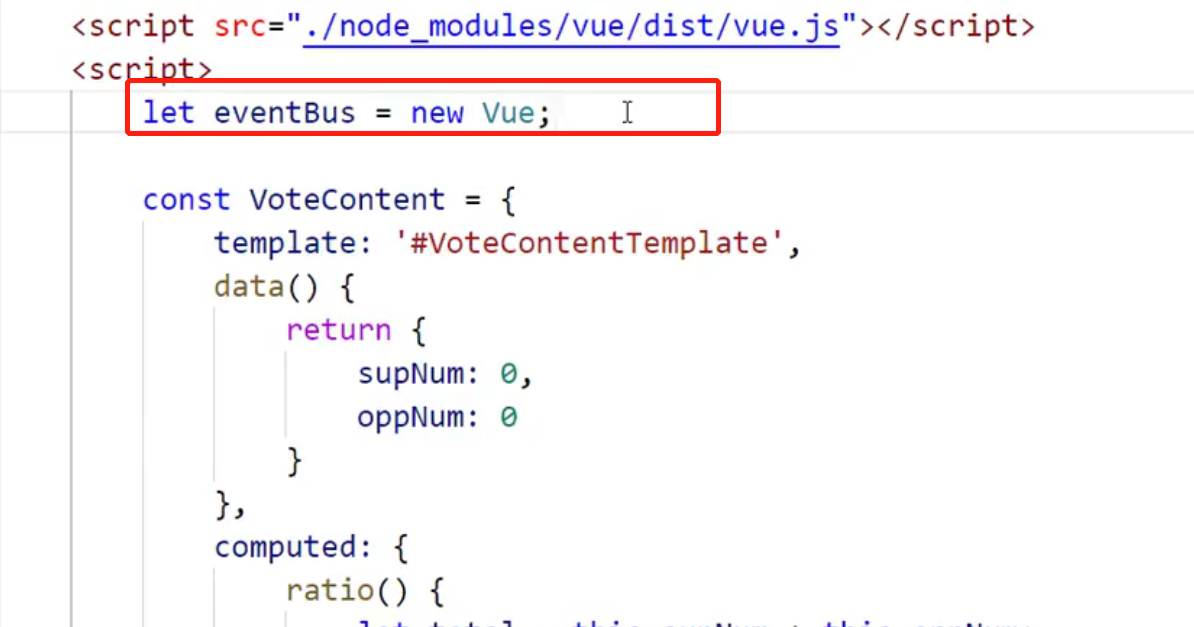 <script src="./node_modules/vue/dist/vue.js"></script>
<script>
let eventBus = new Vue;
const VoteContent = {
template: '#VoteContentTemplate',
data() {
return {
supNum: 0,
oppNum: 0
}
},
computed: {
ratio() {